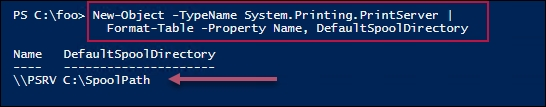 PS C:\foo> New-Object -TypeName System.Printing.PrintServer |
Format-Table -Property Name, DefaultSpoolDirectory
Name   DefaultSpoolDirectory
----   ---------------------
\\PSRV C:\SpoolPath